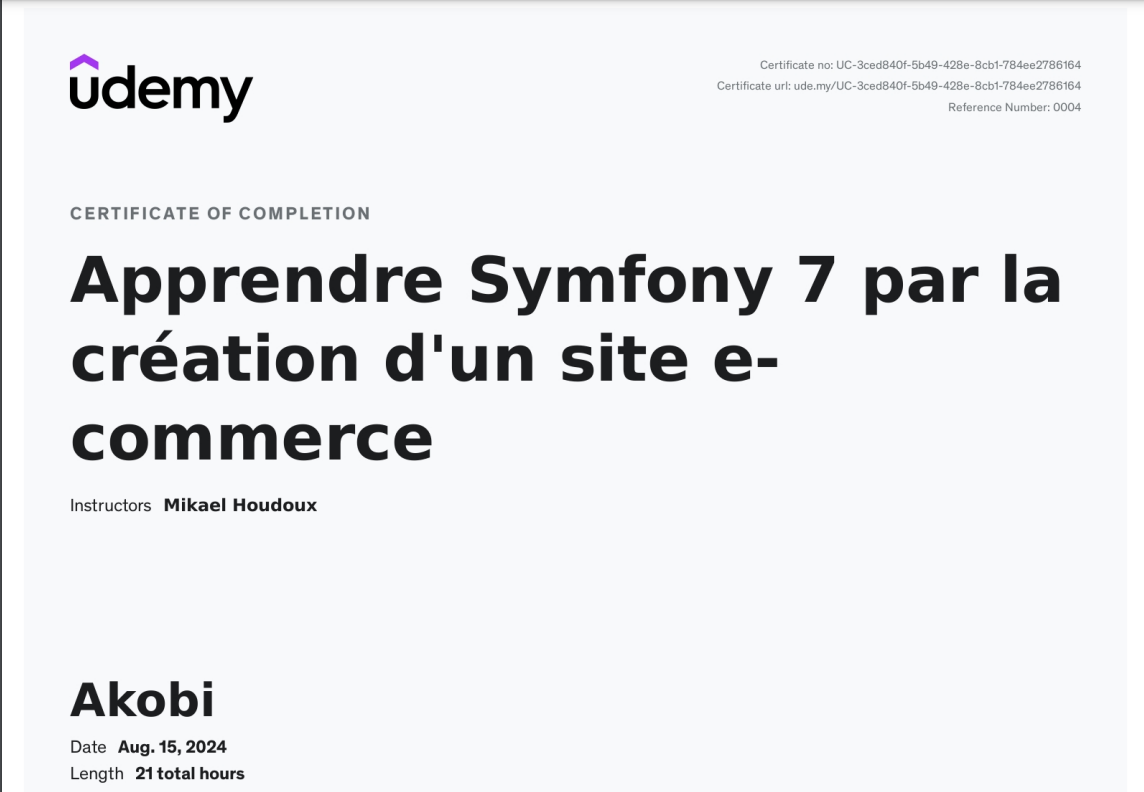 udemy
Certificate no: UC-3ced840f-5b49-428e-8cb1-784ee2786164
Certificate url: ude.my/UC-3ced840f-5b49-428e-8cb1-784ee2786164
Reference Number: 0004
CERTIFICATE OF COMPLETION
Apprendre Symfony 7 par la
création d'un site e-
commerce
Instructors Mikael Houdoux
Akobi
Date Aug. 15, 2024
Length 21 total hours